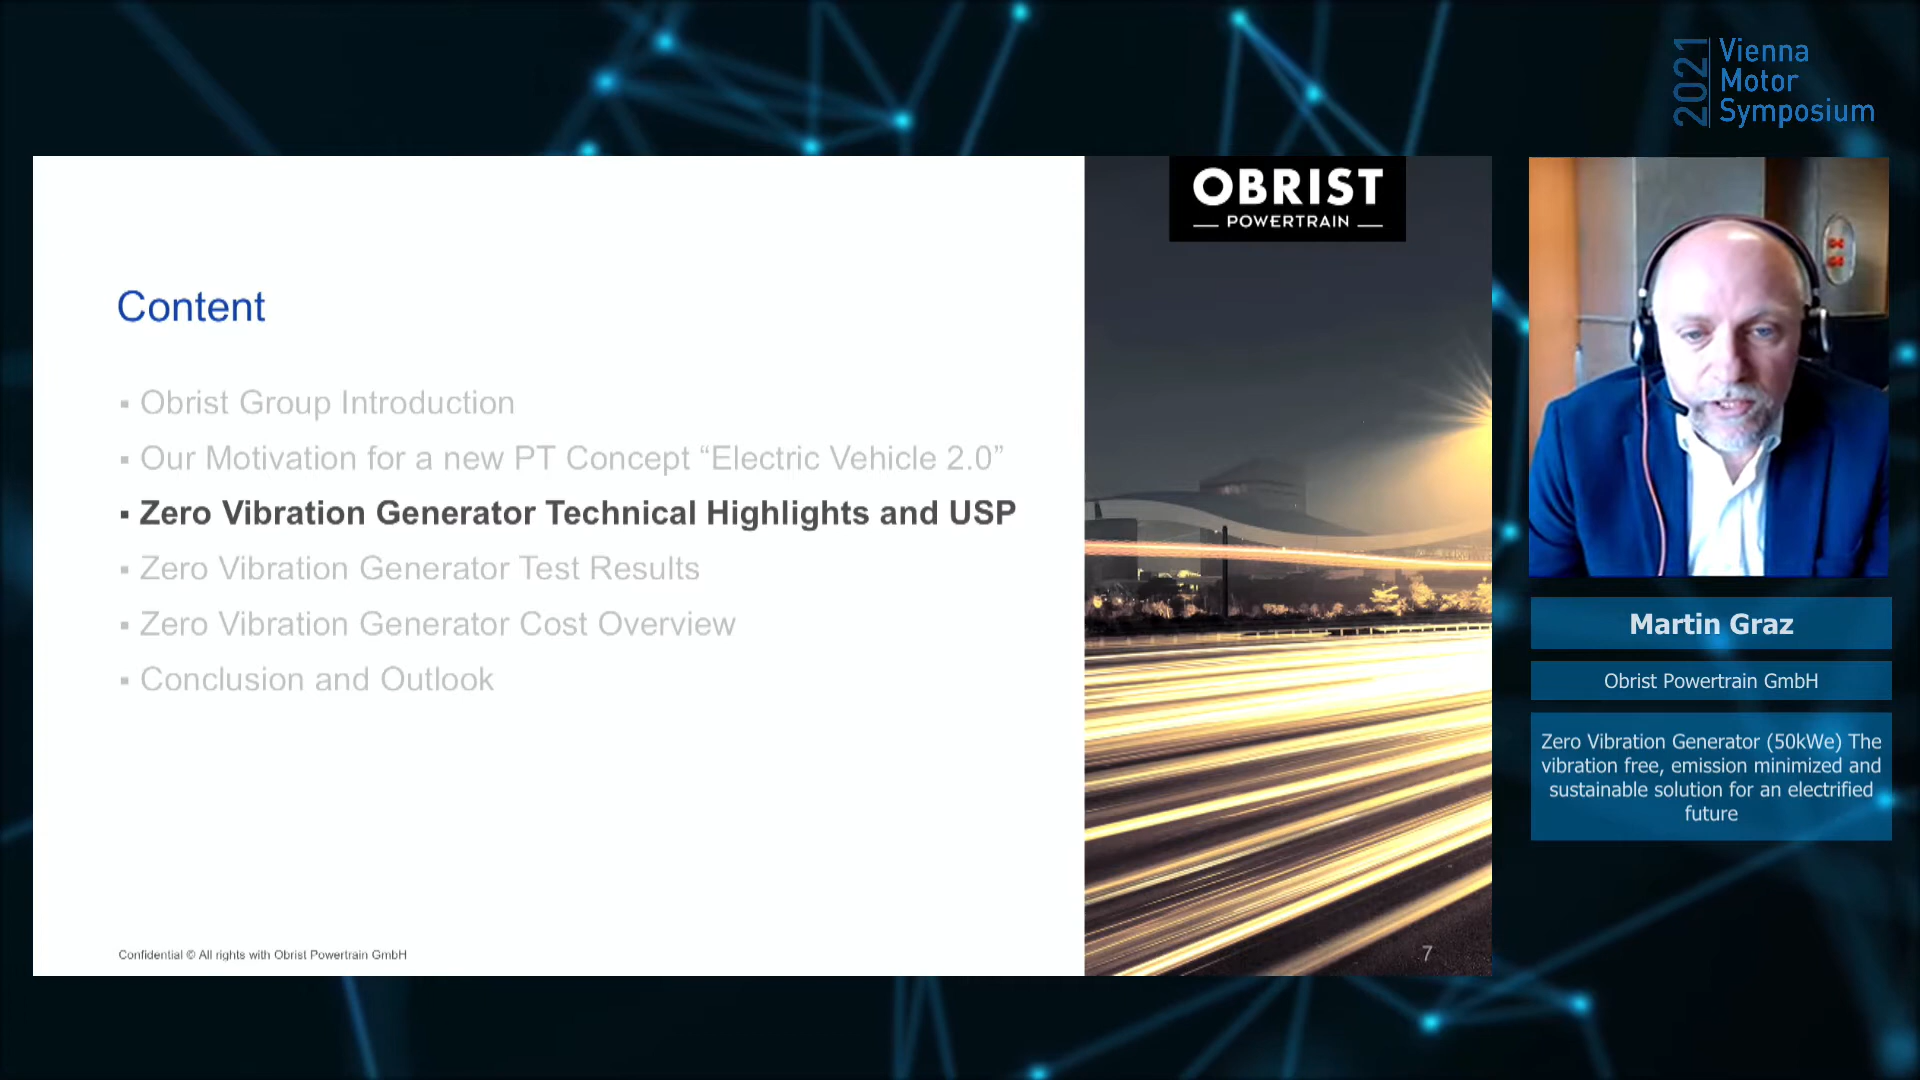 2021
Vienna
Motor
Symposium
OBRIST
POWERTRAIN
Content
▪ Obrist Group Introduction
▪ Our Motivation for a new PT Concept “Electric Vehicle 2.0”
▪ Zero Vibration Generator Technical Highlights and USP
▪ Zero Vibration Generator Test Results
▪ Zero Vibration Generator Cost Overview
▪ Conclusion and Outlook
Confidential © All rights with Obrist Powertrain GmbH
7
Martin Graz
Obrist Powertrain GmbH
Zero Vibration Generator (50kWe) The
vibration free, emission minimized and
sustainable solution for an electrified
future